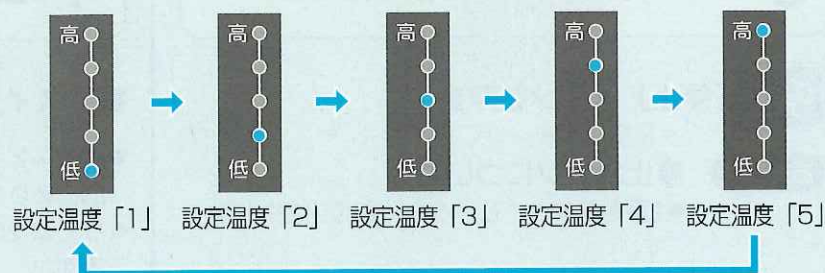 高 高 高 高 高
低 低 低 低 低
設定温度「1」 設定温度「2」 設定温度「3」 設定温度「4」 設定温度「5」